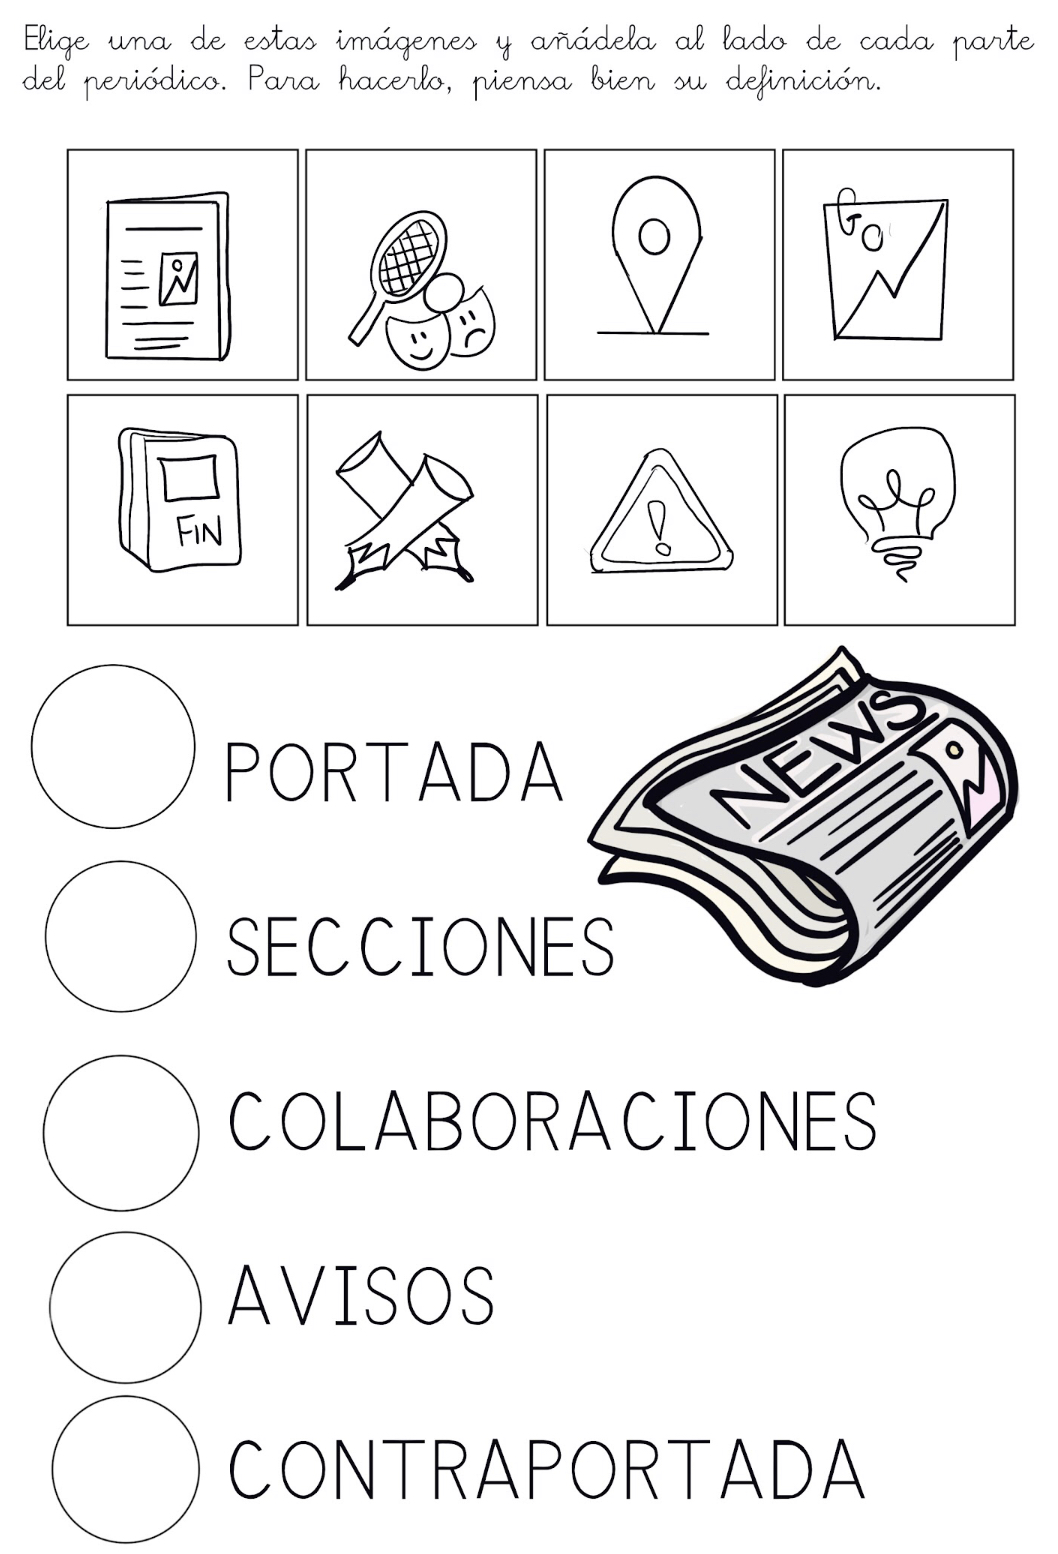 Elige una de estas imágenes y añádela al lado de cada parte
del periódico. Para hacerlo, piensa bien su definición.
Go
FIN
NEWS
PORTADA
SECCIONES
COLABORACIONES
AVISOS
CONTRAPORTADA